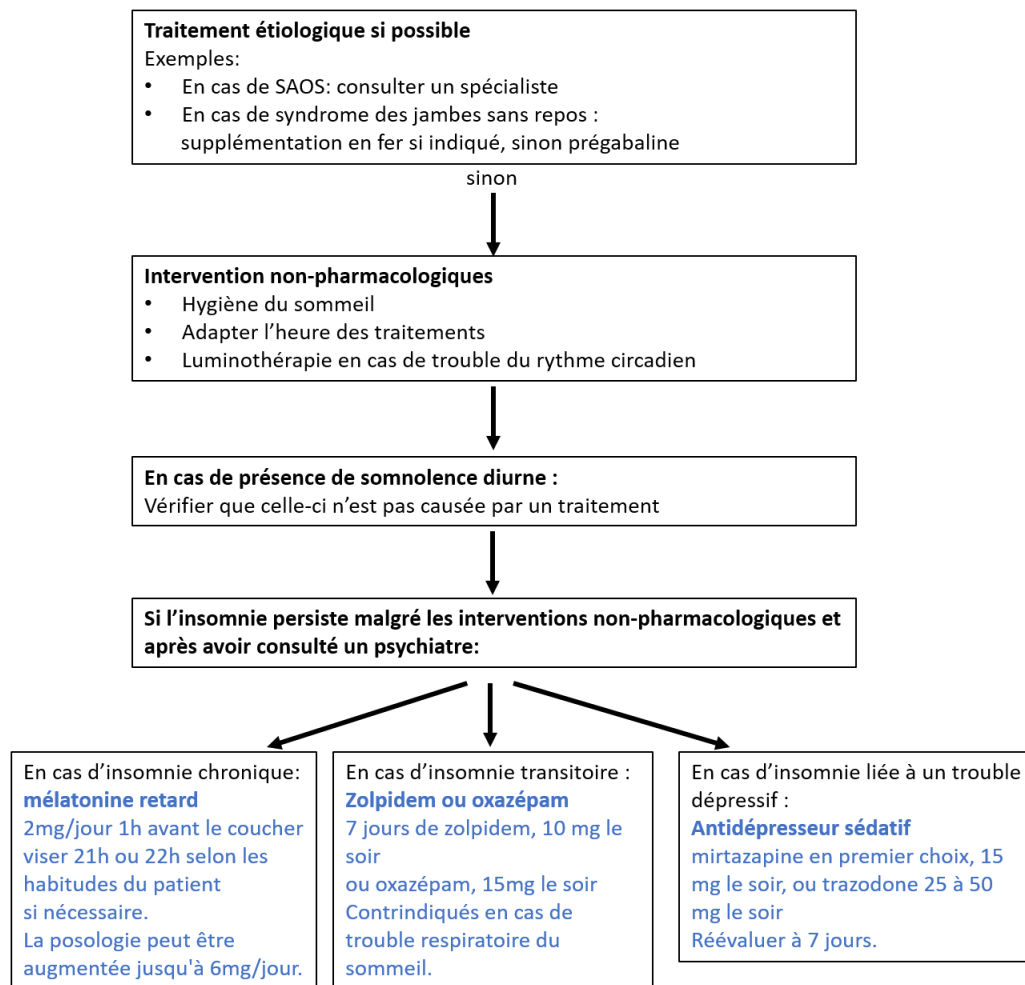 Traitement étiologique si possible
Exemples:
• En cas de SAOS: consulter un spécialiste
• En cas de syndrome des jambes sans repos :
supplémentation en fer si indiqué, sinon prégabaline
sinon
Intervention non-pharmacologiques
• Hygiène du sommeil
• Adapter l’heure des traitements
• Luminothérapie en cas de trouble du rythme circadien
En cas de présence de somnolence diurne :
Vérifier que celle-ci n’est pas causée par un traitement
Si l’insomnie persiste malgré les interventions non-pharmacologiques et
après avoir consulté un psychiatre:
En cas d’insomnie chronique:
mélatonine retard
2mg/jour 1h avant le coucher
viser 21h ou 22h selon les
habitudes du patient
si nécessaire.
La posologie peut être
augmentée jusqu'à 6mg/jour.
En cas d’insomnie transitoire :
Zolpidem ou oxazépam
7 jours de zolpidem, 10 mg le
soir
ou oxazépam, 15mg le soir
Contrindiqués en cas de
trouble respiratoire du
sommeil.
En cas d’insomnie liée à un trouble
dépressif :
Antidépresseur sédatif
mirtazapine en premier choix, 15
mg le soir, ou trazodone 25 à 50
mg le soir
Réévaluer à 7 jours.